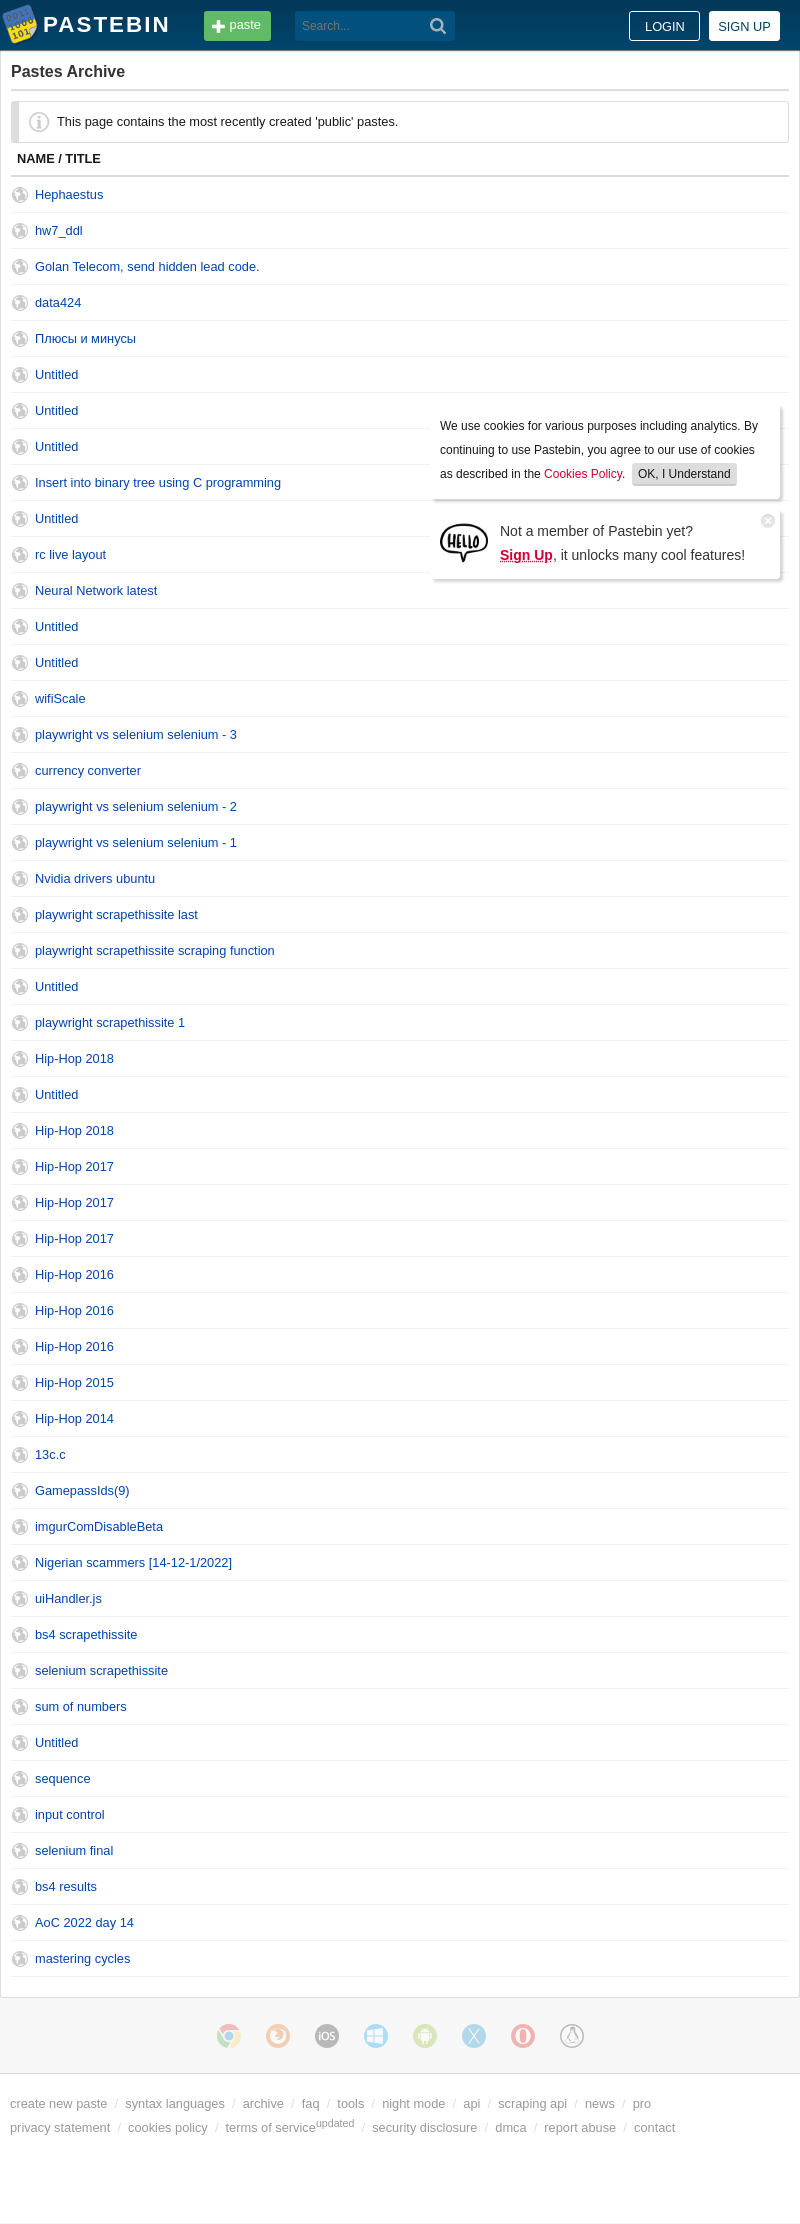 PASTEBIN
paste
Search...
LOGIN
SIGN UP
Pastes Archive
This page contains the most recently created 'public' pastes.
NAME / TITLE
Hephaestus
hw7_ddl
Golan Telecom, send hidden lead code.
data424
Плюсы и минусы
Untitled
Untitled
Untitled
Insert into binary tree using C programming
Untitled
rc live layout
We use cookies for various purposes including analytics. By
continuing to use Pastebin, you agree to our use of cookies
as described in the Cookies Policy. OK, I Understand
HELLO
Not a member of Pastebin yet?
Sign Up, it unlocks many cool features!
Neural Network latest
Untitled
Untitled
wifiScale
playwright vs selenium selenium - 3
currency converter
playwright vs selenium selenium - 2
playwright vs selenium selenium - 1
Nvidia drivers ubuntu
playwright scrapethissite last
playwright scrapethissite scraping function
Untitled
playwright scrapethissite 1
Hip-Hop 2018
Untitled
Hip-Hop 2018
Hip-Hop 2017
Hip-Hop 2017
Hip-Hop 2017
Hip-Hop 2016
Hip-Hop 2016
Hip-Hop 2016
Hip-Hop 2015
Hip-Hop 2014
13c.c
GamepassIds(9)
imgurComDisableBeta
Nigerian scammers [14-12-1/2022]
uiHandler.js
bs4 scrapethissite
selenium scrapethissite
sum of numbers
Untitled
sequence
input control
selenium final
bs4 results
AoC 2022 day 14
mastering cycles
iOS
create new paste / syntax languages / archive / faq / tools / night mode / api / scraping api / news / pro
privacy statement / cookies policy / terms of service updated / security disclosure / dmca / report abuse / contact